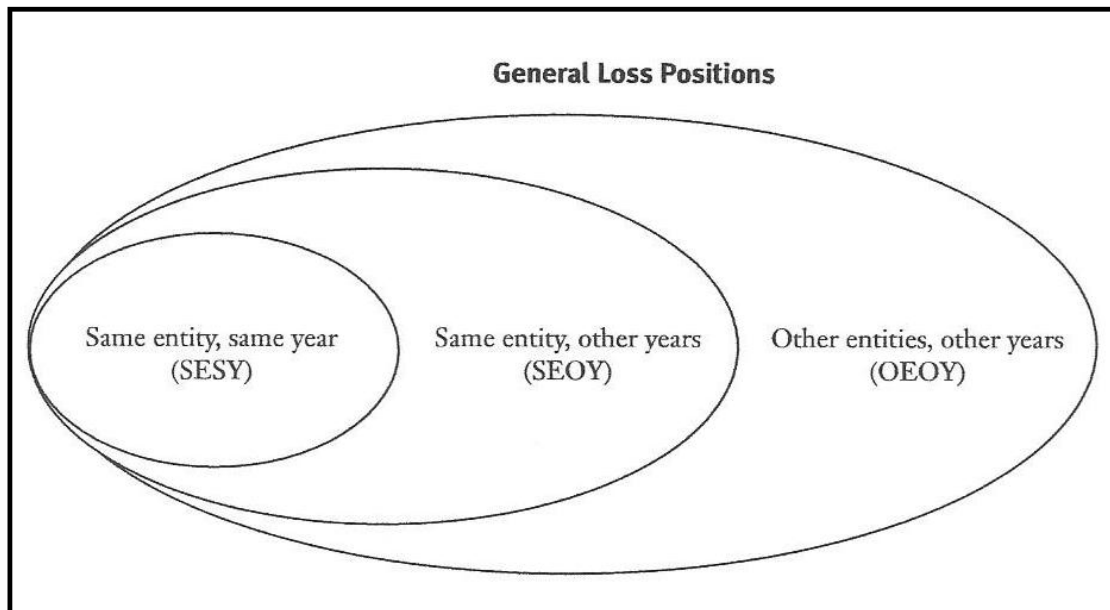 General Loss Positions
Same entity, same year
(SESY)
Same entity, other years
(SEOY)
Other entities, other years
(OEOY)